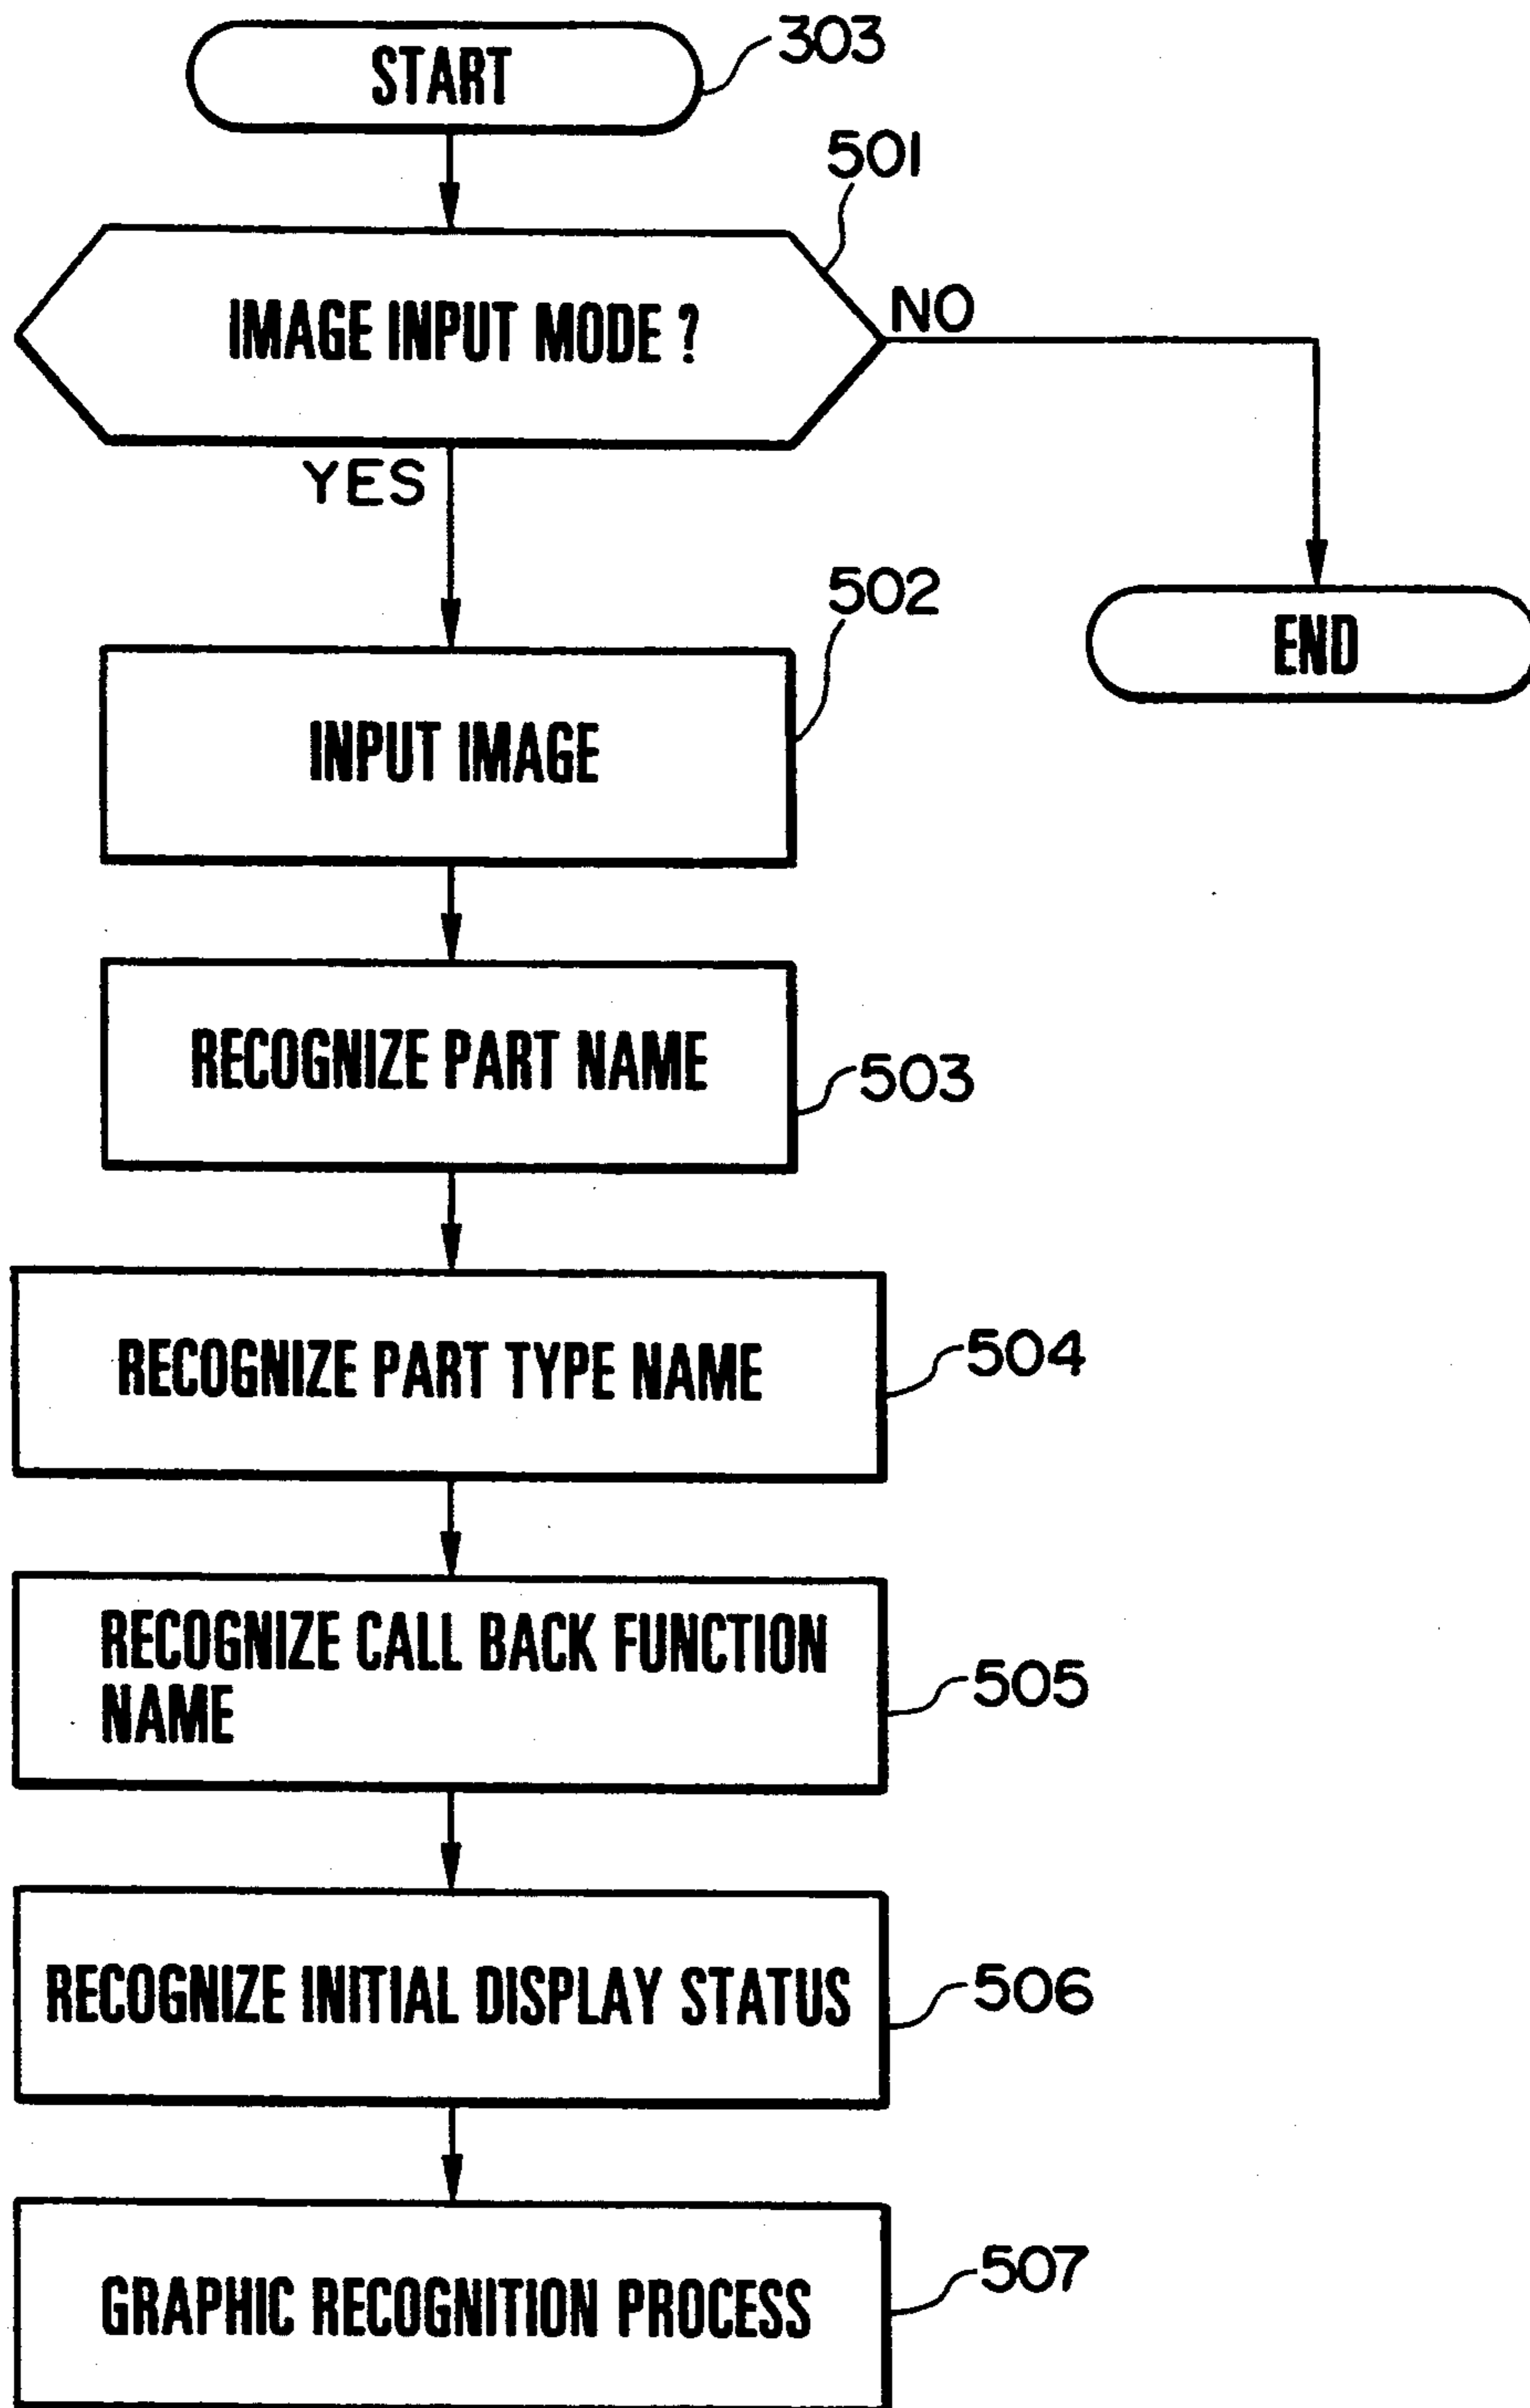 START
303
501
IMAGE INPUT MODE ?
NO
YES
502
END
INPUT IMAGE
RECOGNIZE PART NAME
503
RECOGNIZE PART TYPE NAME
504
RECOGNIZE CALL BACK FUNCTION
NAME
505
RECOGNIZE INITIAL DISPLAY STATUS
506
GRAPHIC RECOGNITION PROCESS
507